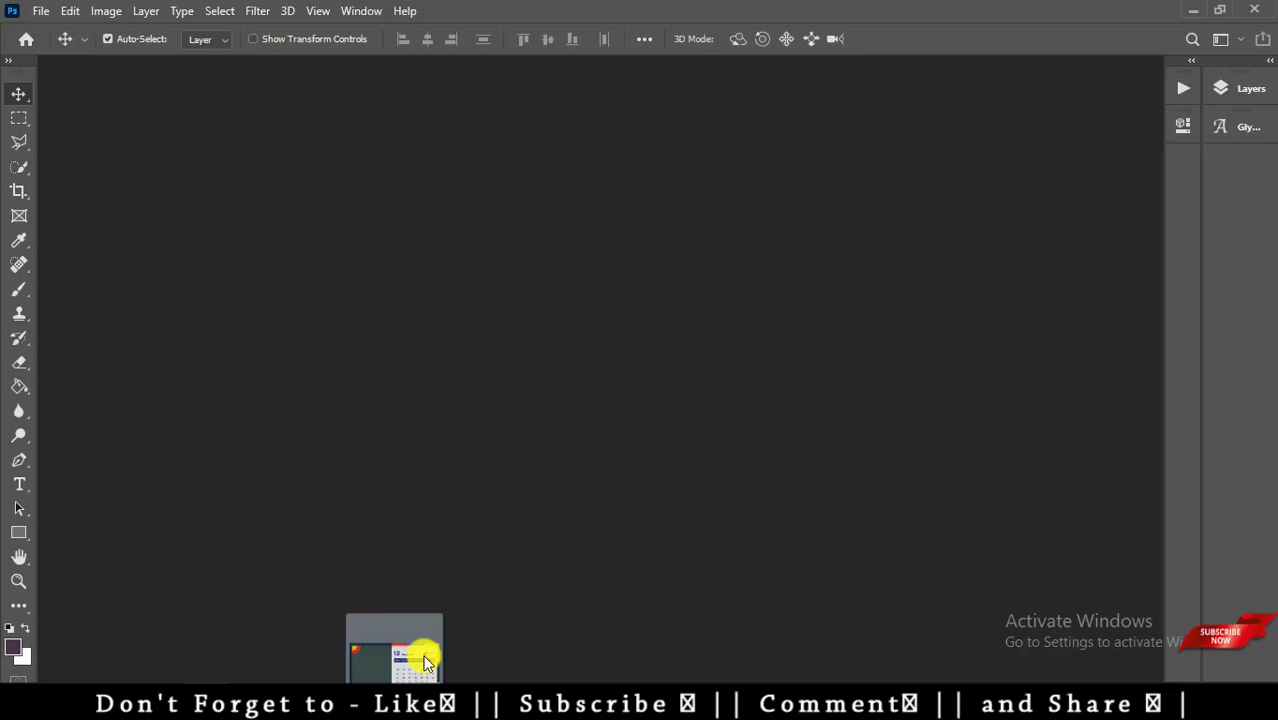 Ps File Edit Image Layer Type Select Filter 3D View Window Help
Auto-Select: Layer Show Transform Controls 3D Mode:
Layers
Gly...
12
Activate Windows
Go to Settings to activate Wi
SUBSCRIBE
NOW
Don't Forget to - Like || Subscribe || Comment || and Share |